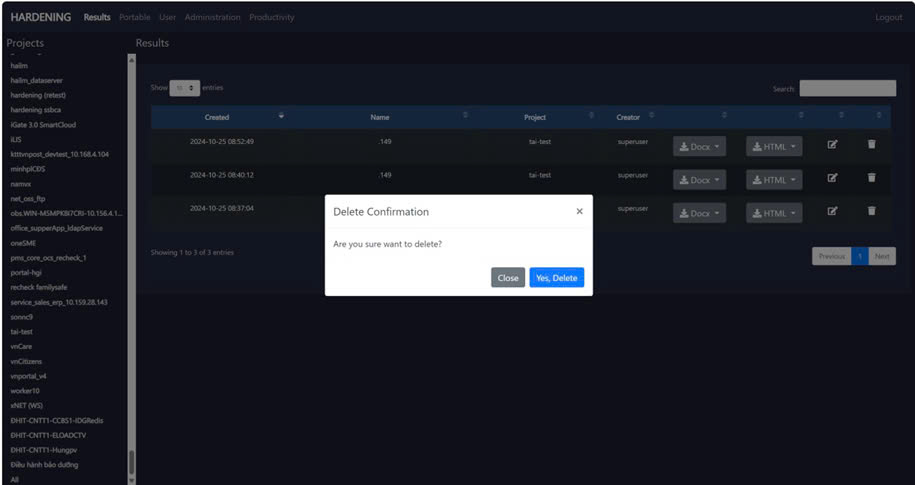 HARDENING Results Portable User Administration Productivity Logout
Projects
Results
hailm
hailm_dataserver
hardening (retest)
hardening ssbca
iGate 3.0 SmartCloud
iUS
ktttvnpost_devtest_10.168.4.104
minhplCĐS
namvx
net_oss_ftp
obs.WIN-M5MPKBI7CRI-10.156.4.1...
office_supperApp_ldapService
oneSME
pms_core_ocs_recheck_1
portal-hgi
recheck familysafe
service_sales_erp_10.159.28.143
sonnc9
tai-test
vnCare
vnCitizens
vnportal_v4
worker10
xNET (WS)
ĐHIT-CNTT1-CCBS1-IDGRedis
ĐHIT-CNTT1-ELOADCTV
ĐHIT-CNTT1-Hungpv
Điều hành bảo dưỡng
All
Show 10 entries
Search:
Created Name Project Creator
2024-10-25 08:52:49 .149 tai-test superuser Docx HTML
2024-10-25 08:40:12 .149 tai-test superuser Docx HTML
2024-10-25 08:37:04 superuser Docx HTML
Showing 1 to 3 of 3 entries
Previous 1 Next
Delete Confirmation ×
Are you sure want to delete?
Close Yes, Delete